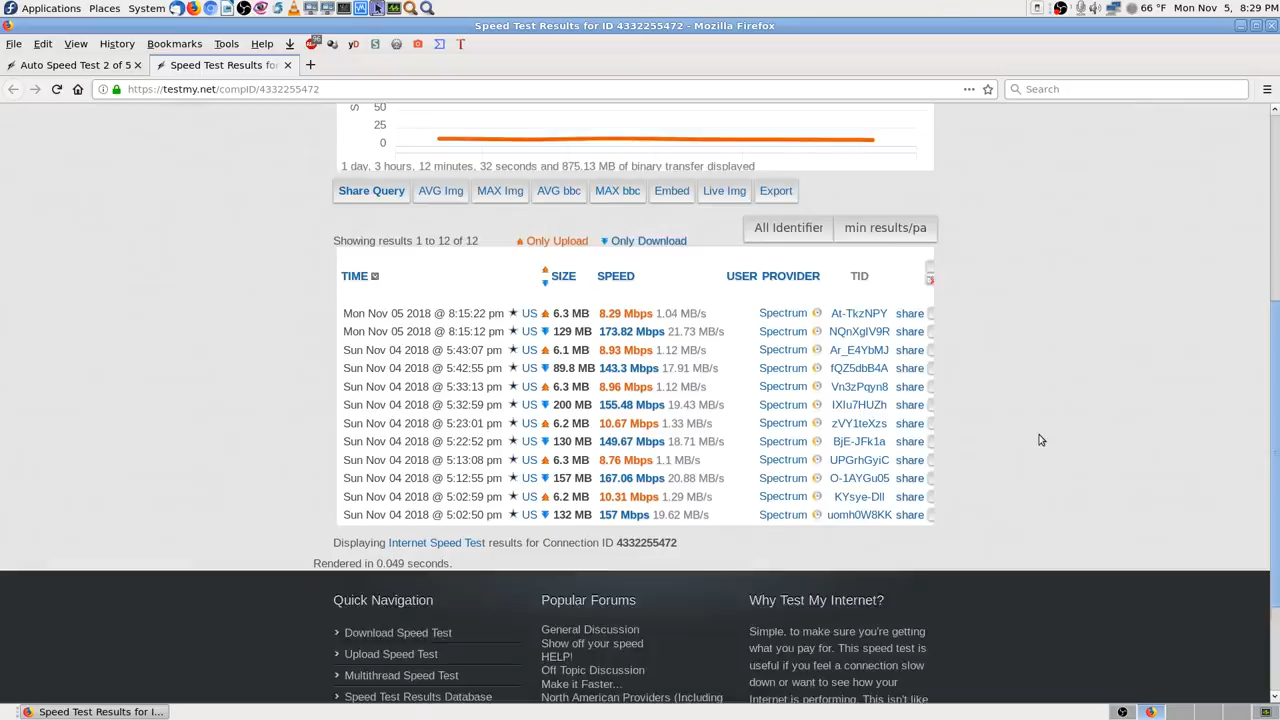 Applications Places System 66 °F Mon Nov 5, 8:29 PM
Speed Test Results for ID 4332255472 - Mozilla Firefox
File Edit View History Bookmarks Tools Help
Auto Speed Test 2 of 5 × Speed Test Results for × +
https://testmy.net/compID/4332255472 Search
50
25
0
1 day, 3 hours, 12 minutes, 32 seconds and 875.13 MB of binary transfer displayed
Share Query AVG Img MAX Img AVG bbc MAX bbc Embed Live Img Export
All Identifier min results/pa
Showing results 1 to 12 of 12 Only Upload Only Download
TIME SIZE SPEED USER PROVIDER TID
Mon Nov 05 2018 @ 8:15:22 pm US 6.3 MB 8.29 Mbps 1.04 MB/s Spectrum At-TkzNPY share
Mon Nov 05 2018 @ 8:15:12 pm US 129 MB 173.82 Mbps 21.73 MB/s Spectrum NQnXgIV9R share
Sun Nov 04 2018 @ 5:43:07 pm US 6.1 MB 8.93 Mbps 1.12 MB/s Spectrum Ar_E4YbMJ share
Sun Nov 04 2018 @ 5:42:55 pm US 89.8 MB 143.3 Mbps 17.91 MB/s Spectrum fQZ5dbB4A share
Sun Nov 04 2018 @ 5:33:13 pm US 6.3 MB 8.96 Mbps 1.12 MB/s Spectrum Vn3zPqyn8 share
Sun Nov 04 2018 @ 5:32:59 pm US 200 MB 155.48 Mbps 19.43 MB/s Spectrum IXIu7HUZh share
Sun Nov 04 2018 @ 5:23:01 pm US 6.2 MB 10.67 Mbps 1.33 MB/s Spectrum zVY1teXzs share
Sun Nov 04 2018 @ 5:22:52 pm US 130 MB 149.67 Mbps 18.71 MB/s Spectrum BjE-JFk1a share
Sun Nov 04 2018 @ 5:13:08 pm US 6.3 MB 8.76 Mbps 1.1 MB/s Spectrum UPGrhGyiC share
Sun Nov 04 2018 @ 5:12:55 pm US 157 MB 167.06 Mbps 20.88 MB/s Spectrum O-1AYGu05 share
Sun Nov 04 2018 @ 5:02:59 pm US 6.2 MB 10.31 Mbps 1.29 MB/s Spectrum KYsye-DlI share
Sun Nov 04 2018 @ 5:02:50 pm US 132 MB 157 Mbps 19.62 MB/s Spectrum uomh0W8KK share
Displaying Internet Speed Test results for Connection ID 4332255472
Rendered in 0.049 seconds.
Quick Navigation
Download Speed Test
Upload Speed Test
Multithread Speed Test
Speed Test Results Database
Popular Forums
General Discussion
Show off your speed
HELP!
Off Topic Discussion
Make it Faster...
North American Providers (Including
Why Test My Internet?
Simple, to make sure you're getting
what you pay for. This speed test is
useful if you feel a connection slow
down or want to see how your
Internet is performing. This isn't like
Speed Test Results for I...